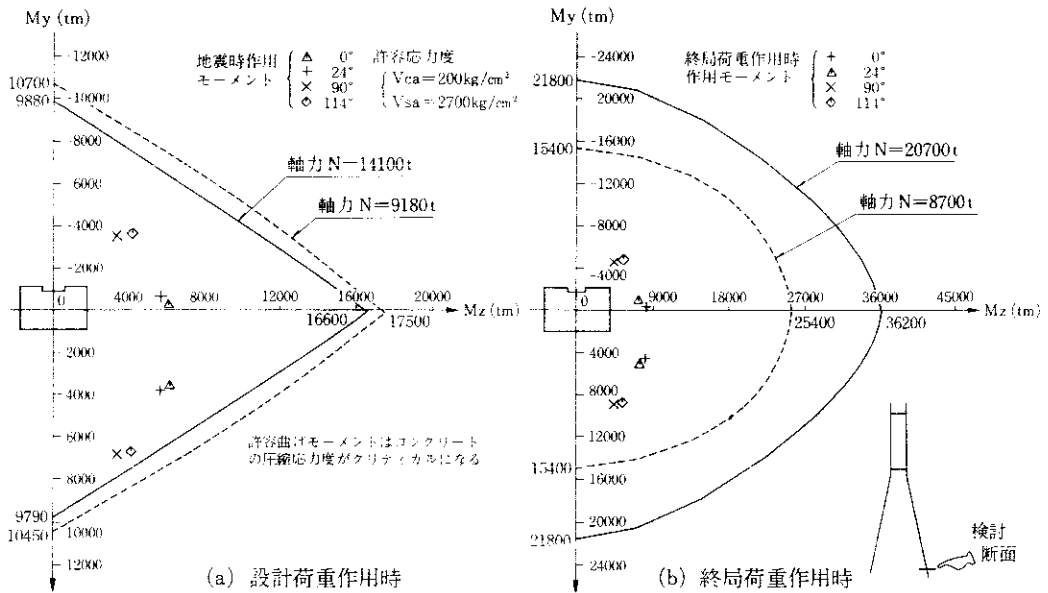 My (tm)
-12000
10700
-10000
9880
-8000
-6000
-4000
-2000
0
4000
8000
12000
16000
20000
Mz (tm)
16600
17500
2000
4000
6000
8000
9790
10450
10000
12000
地震時作用
モーメント
0°
24°
90°
114°
許容応力度
Vca=200kg/cm²
Vsa=2700kg/cm²
軸力 N=14100t
軸力 N=9180t
許容曲げモーメントはコンクリート
の圧縮応力度がクリティカルになる
(a) 設計荷重作用時
My (tm)
-24000
21800
20000
-16000
15400
-12000
-8000
-4000
0
9000
18000
27000
36000
45000
Mz (tm)
25400
36200
4000
8000
12000
15400
16000
20000
21800
24000
終局荷重作用時
作用モーメント
0°
24°
90°
114°
軸力 N=20700t
軸力 N=8700t
検討
断面
(b) 終局荷重作用時